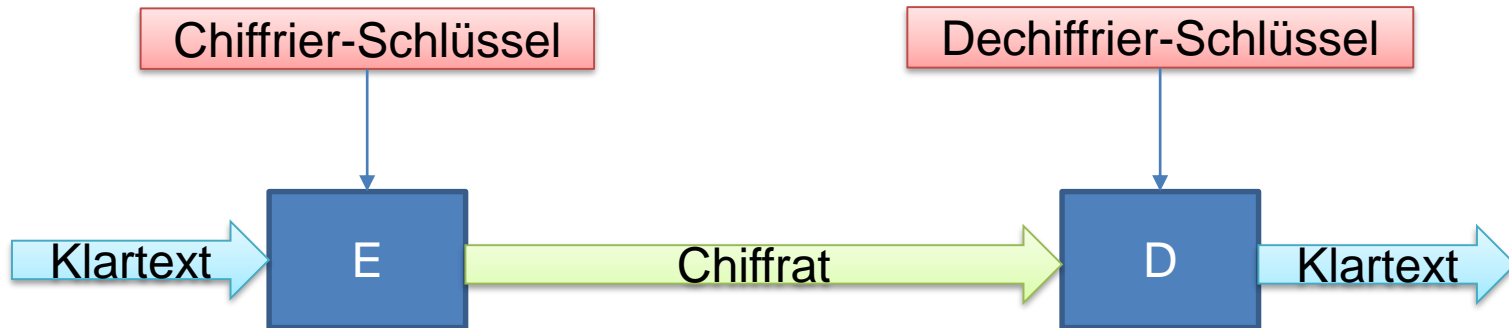 Chiffrier-Schlüssel
Dechiffrier-Schlüssel
Klartext
E
Chiffrat
D
Klartext